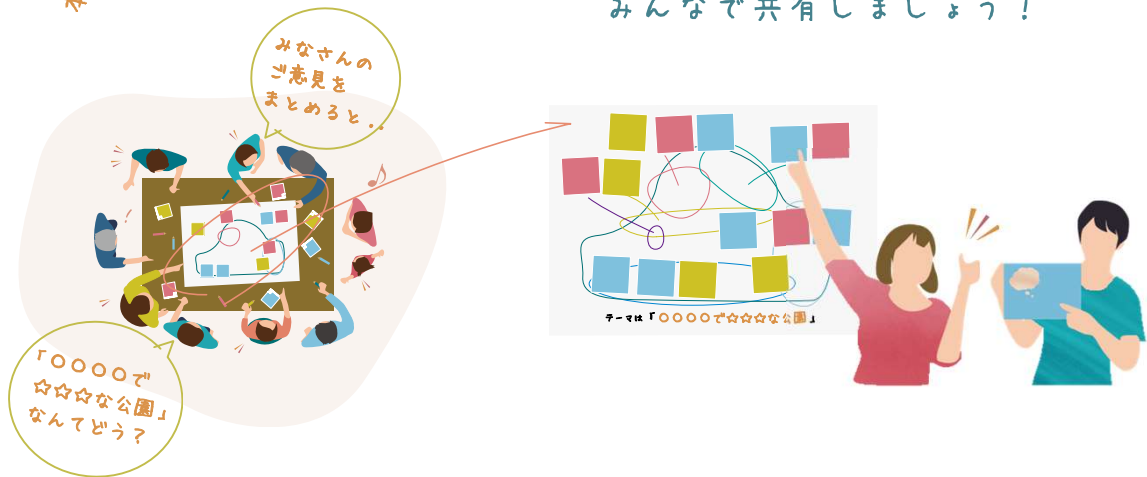 みんなで共有しましょう！
みなさんの
ご意見を
まとめると・・
テーマは「〇〇〇〇で☆☆☆な公園」
「〇〇〇〇で
☆☆☆な公園」
なんてどう？